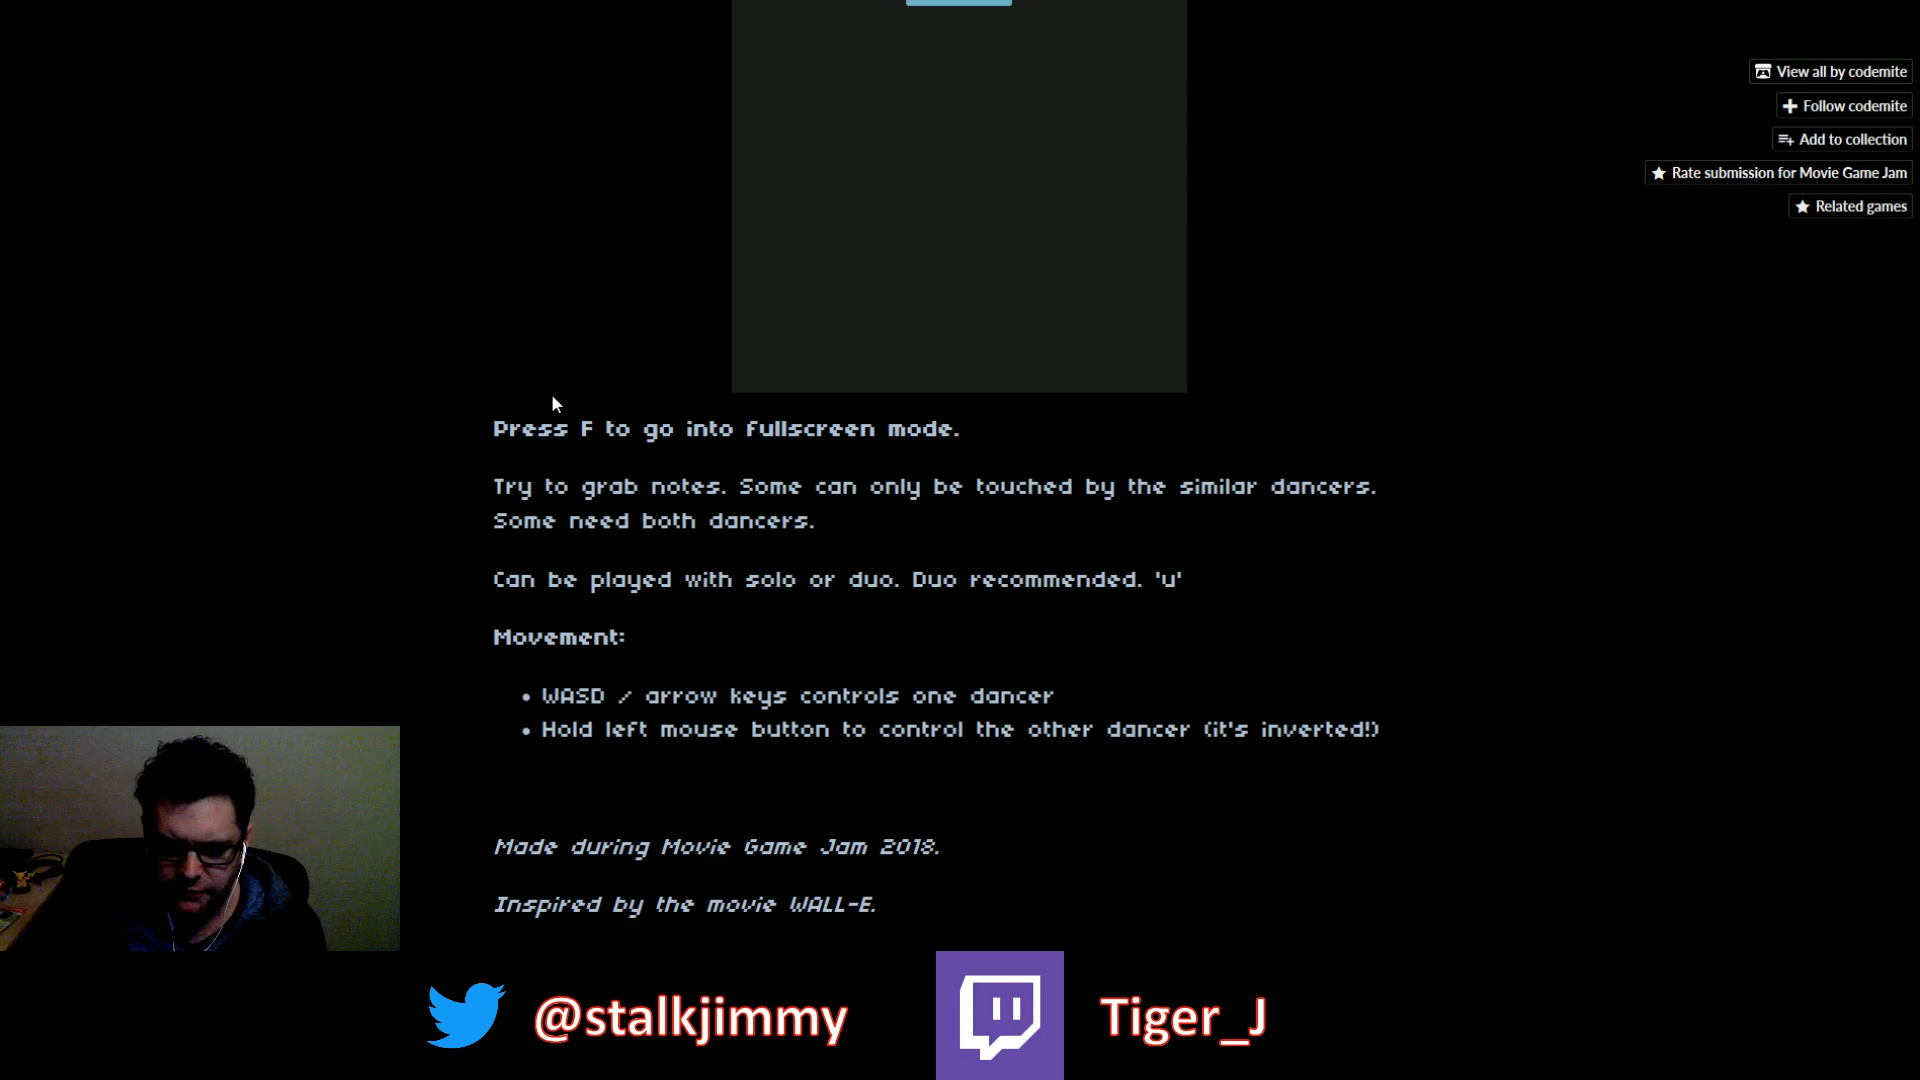 View all by codemite
Follow codemite
Add to collection
Rate submission for Movie Game Jam
Related games
Press F to go into fullscreen mode.
Try to grab notes. Some can only be touched by the similar dancers.
Some need both dancers.
Can be played with solo or duo. Duo recommended. 'u'
Movement:
• WASD / arrow keys controls one dancer
• Hold left mouse button to control the other dancer (it's inverted!)
Made during Movie Game Jam 2018.
Inspired by the movie WALL-E.
@stalkjimmy
Tiger_J